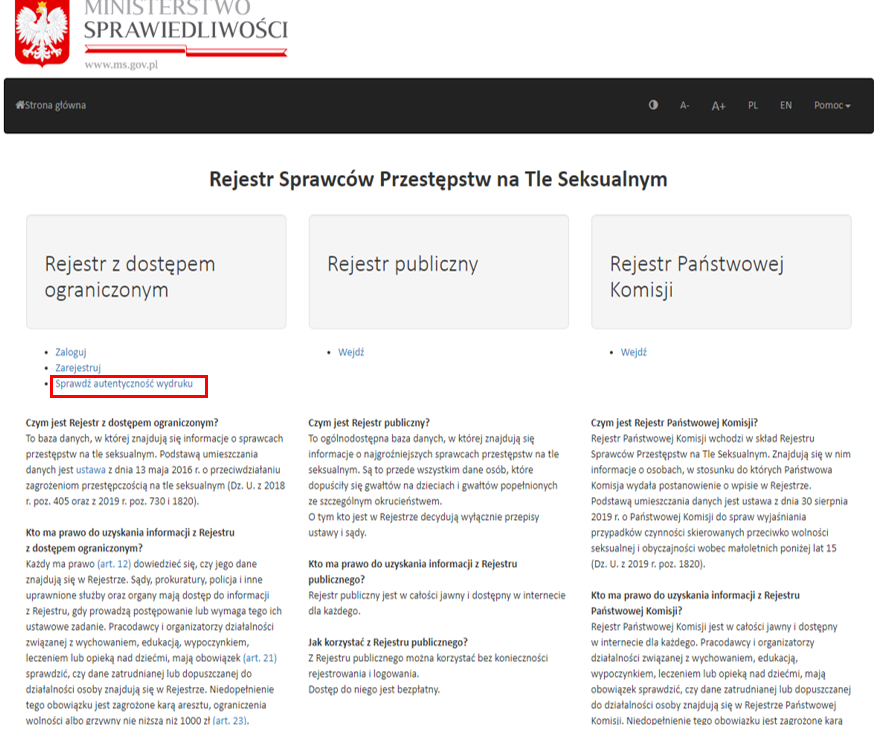 MINISTERSTWO
SPRAWIEDLIWOŚCI
www.ms.gov.pl
Strona główna
A-
A+
PL
EN
Pomoc
Rejestr Sprawców Przestępstw na Tle Seksualnym
Rejestr z dostępem
ograniczonym
Zaloguj
Zarejestruj
Sprawdź autentyczność wydruku
Czym jest Rejestr z dostępem ograniczonym?
To baza danych, w której znajdują się informacje o sprawcach
przestępstw na tle seksualnym. Podstawą umieszczania
danych jest ustawa z dnia 13 maja 2016 r. o przeciwdziałaniu
zagrożeniom przestępczością na tle seksualnym (Dz. U. z 2018
r. poz. 405 oraz z 2019 r. poz. 730 i 1820).
Kto ma prawo do uzyskania informacji z Rejestru
z dostępem ograniczonym?
Każdy ma prawo (art. 12) dowiedzieć się, czy jego dane
znajdują się w Rejestrze. Sądy, prokuratury, policja i inne
uprawnione służby oraz organy mają dostęp do informacji
z Rejestru, gdy prowadzą postępowanie lub wymaga tego ich
ustawowe zadanie. Pracodawcy i organizatorzy działalności
związanej z wychowaniem, edukacją, wypoczynkiem,
leczeniem lub opieką nad dziećmi, mają obowiązek (art. 21)
sprawdzić, czy dane zatrudnianej lub dopuszczanej do
działalności osoby znajdują się w Rejestrze. Niedopełnienie
tego obowiązku jest zagrożone karą aresztu, ograniczenia
wolności albo grzywny nie niższa niż 1000 zł (art. 23).
Rejestr publiczny
Wejdź
Czym jest Rejestr publiczny?
To ogólnodostępna baza danych, w której znajdują się
informacje o najgroźniejszych sprawcach przestępstw na tle
seksualnym. Są to przede wszystkim dane osób, które
dopuściły się gwałtów na dzieciach i gwałtów popełnionych
ze szczególnym okrucieństwem.
O tym kto jest w Rejestrze decydują wyłącznie przepisy
ustawy i sądy.
Kto ma prawo do uzyskania informacji z Rejestru
publicznego?
Rejestr publiczny jest w całości jawny i dostępny w internecie
dla każdego.
Jak korzystać z Rejestru publicznego?
Z Rejestru publicznego można korzystać bez konieczności
rejestrowania i logowania.
Dostęp do niego jest bezpłatny.
Rejestr Państwowej
Komisji
Wejdź
Czym jest Rejestr Państwowej Komisji?
Rejestr Państwowej Komisji wchodzi w skład Rejestru
Sprawców Przestępstw na Tle Seksualnym. Znajdują się w nim
informacje o osobach, w stosunku do których Państwowa
Komisja wydała postanowienie o wpisie w Rejestrze.
Podstawą umieszczania danych jest ustawa z dnia 30 sierpnia
2019 r. o Państwowej Komisji do spraw wyjaśniania
przypadków czynności skierowanych przeciwko wolności
seksualnej i obyczajności wobec małoletnich poniżej lat 15
(Dz. U. z 2019 r. poz. 1820).
Kto ma prawo do uzyskania informacji z Rejestru
Państwowej Komisji?
Rejestr Państwowej Komisji jest w całości jawny i dostępny
w internecie dla każdego. Pracodawcy i organizatorzy
działalności związanej z wychowaniem, edukacją,
wypoczynkiem, leczeniem lub opieką nad dziećmi, mają
obowiązek sprawdzić, czy dane zatrudnianej lub dopuszczanej
do działalności osoby znajdują się w Rejestrze Państwowej
Komisji. Niedopełnienie tego obowiązku jest zagrożone karą